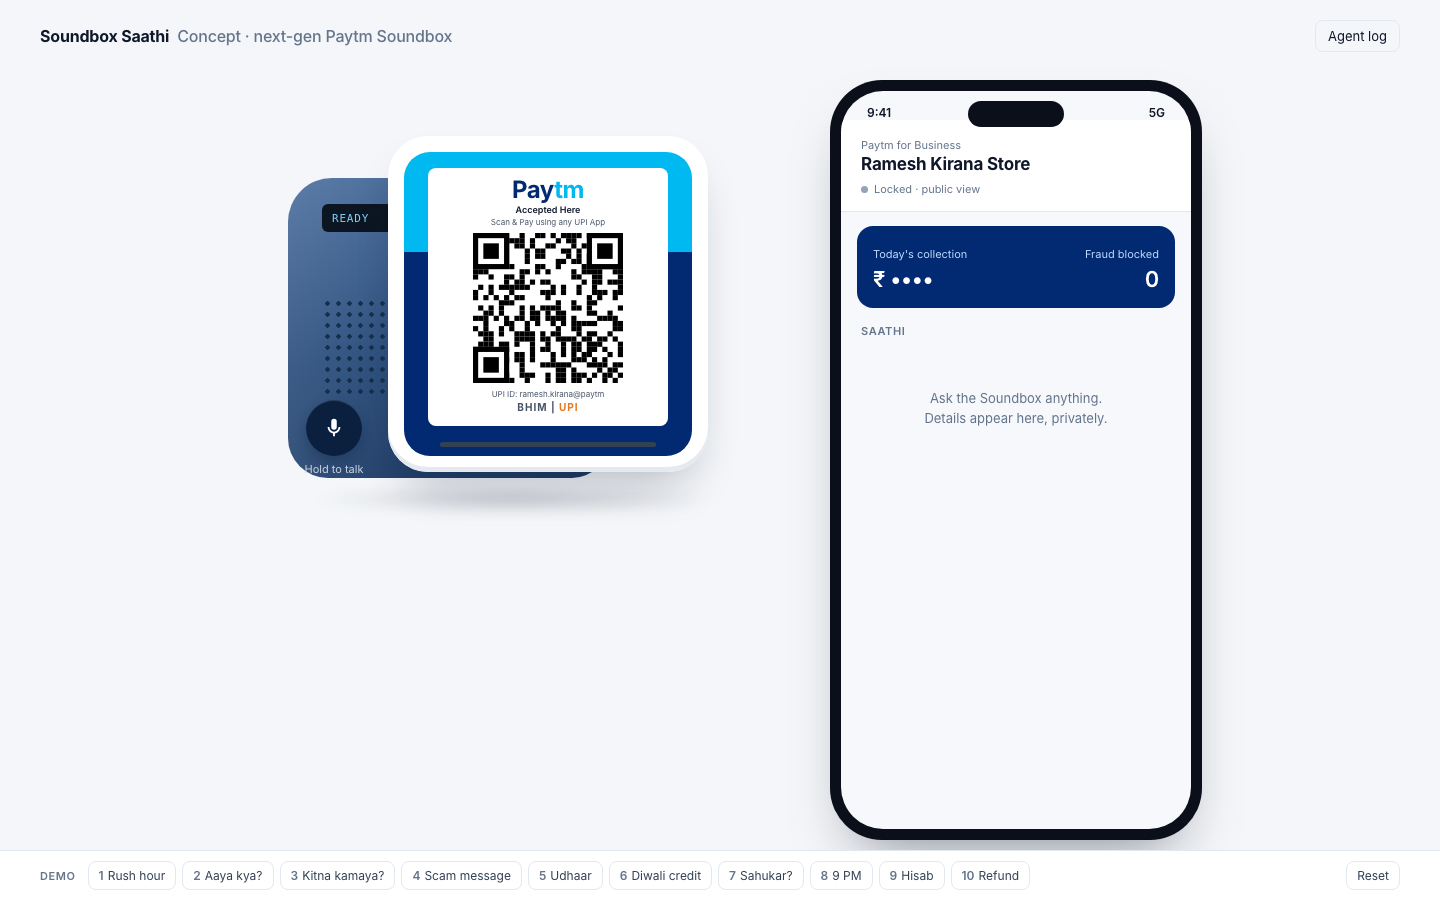 Soundbox Saathi Concept · next-gen Paytm Soundbox
Agent log
READY
Hold to talk
Paytm
Accepted Here
Scan & Pay using any UPI App
UPI ID: ramesh.kirana@paytm
BHIM | UPI
9:41
5G
Paytm for Business
Ramesh Kirana Store
Locked · public view
Today's collection
₹ ••••
Fraud blocked
0
SAATHI
Ask the Soundbox anything.
Details appear here, privately.
DEMO
1 Rush hour
2 Aaya kya?
3 Kitna kamaya?
4 Scam message
5 Udhaar
6 Diwali credit
7 Sahukar?
8 9 PM
9 Hisab
10 Refund
Reset